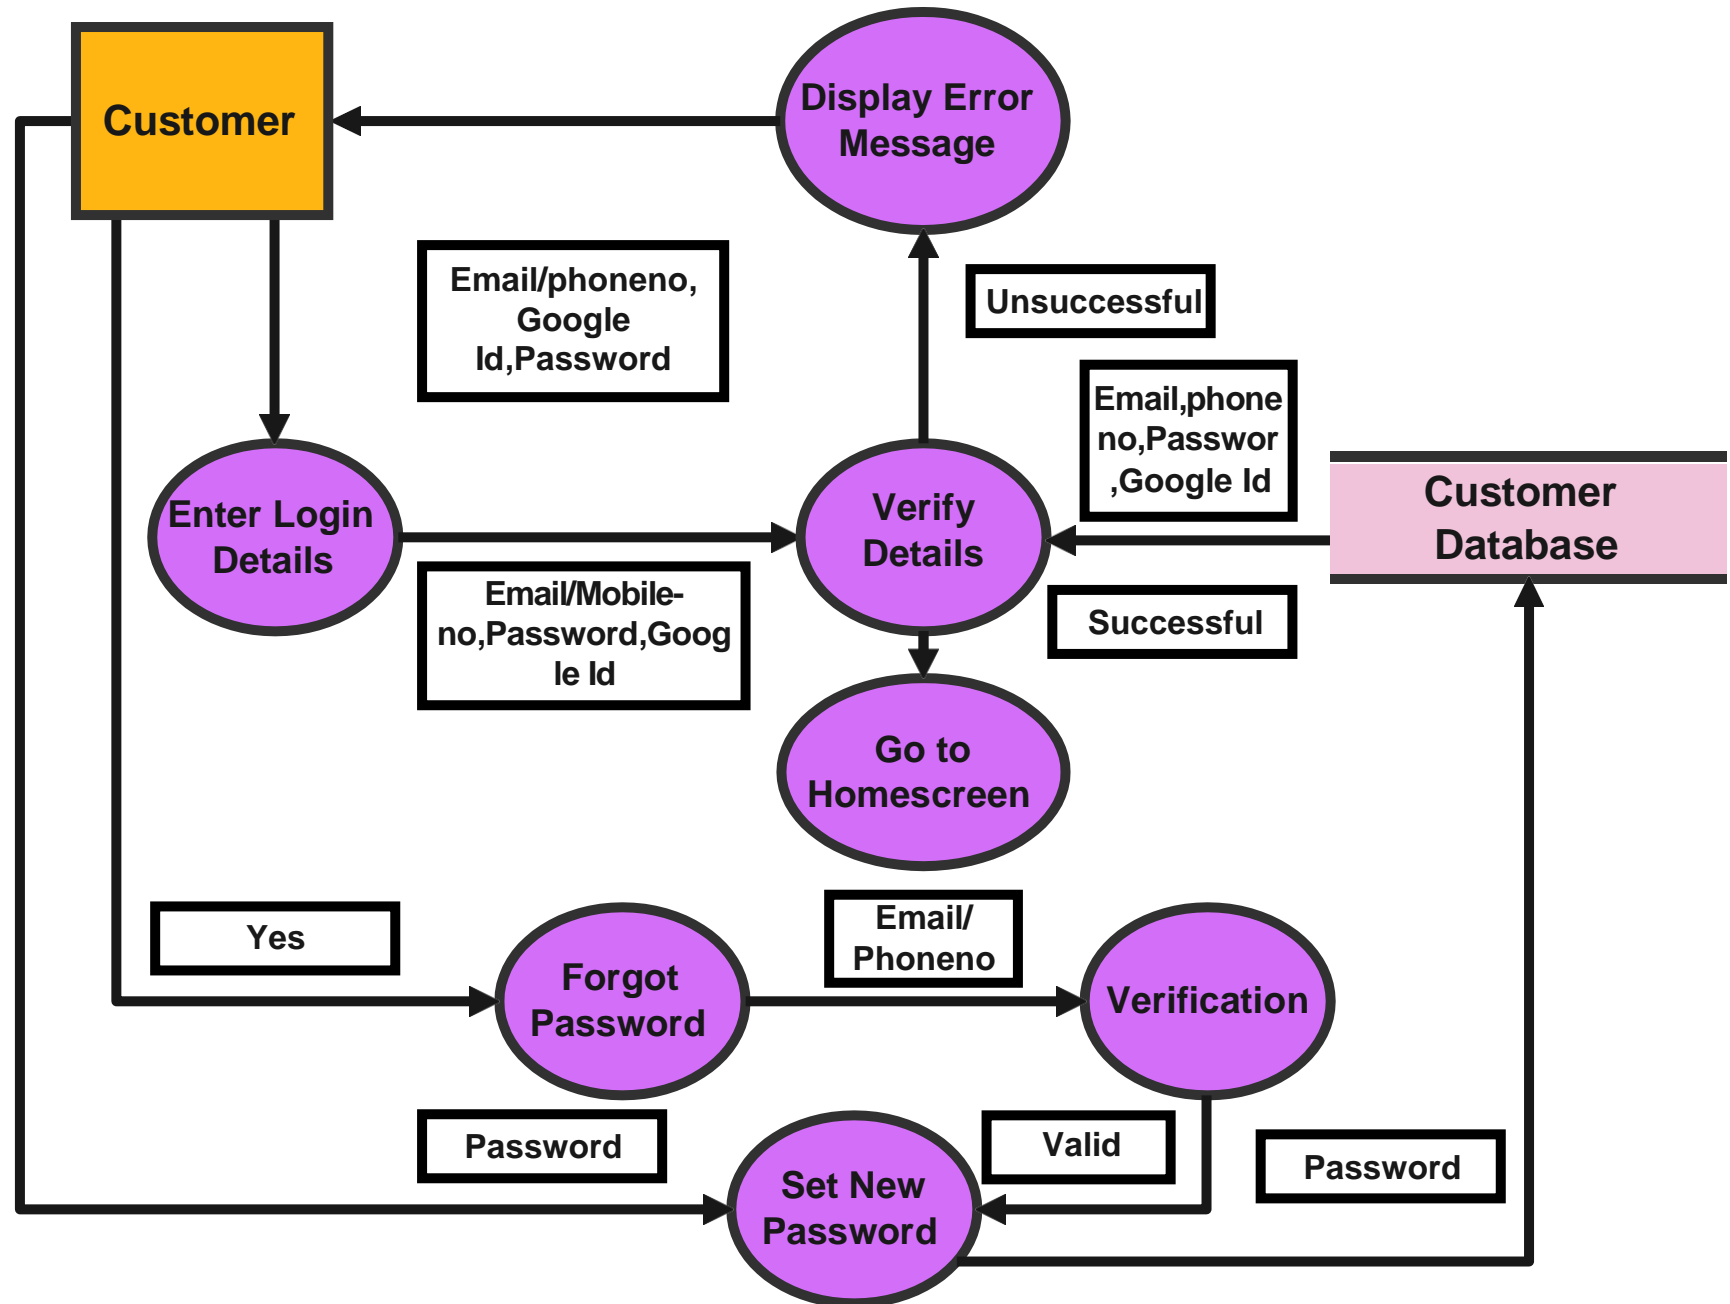 Customer
Display Error
Message
Email/phoneno,
Google
Id,Password
Unsuccessful
Email,phone
no,Passwor
,Google Id
Customer
Database
Enter Login
Details
Verify
Details
Email/Mobile-
no,Password,Goog
le Id
Successful
Go to
Homescreen
Yes
Email/
Phoneno
Forgot
Password
Verification
Password
Valid
Password
Set New
Password